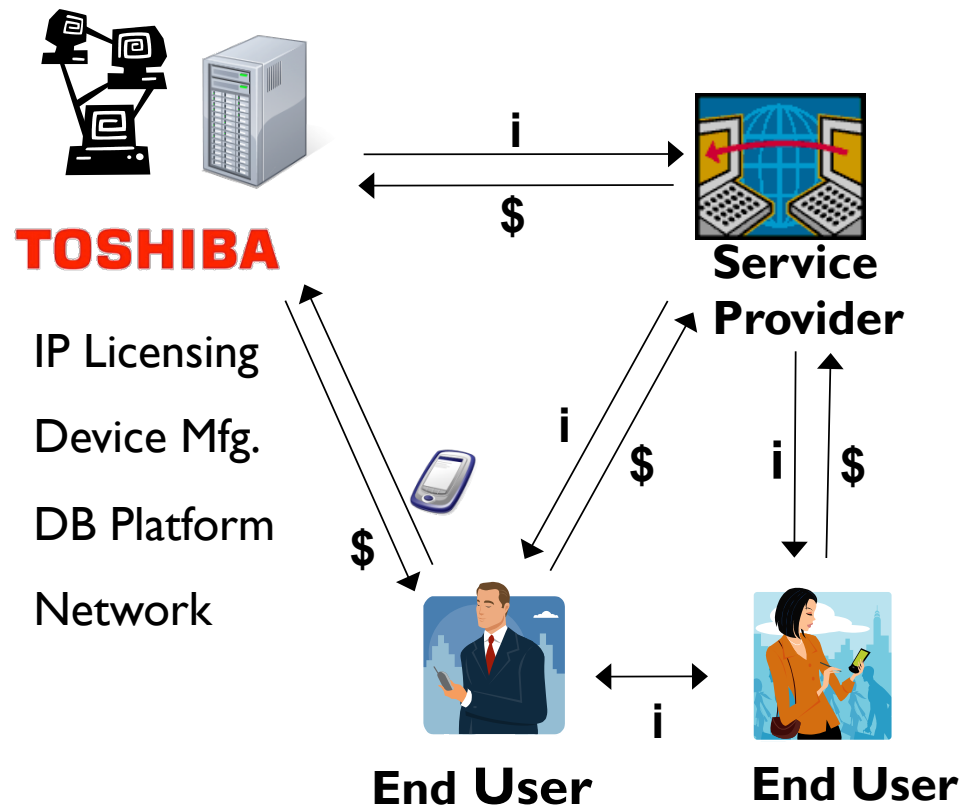 i
$
TOSHIBA
Service
Provider
IP Licensing
Device Mfg.
DB Platform
Network
i
$
i
$
$
i
End User
End User